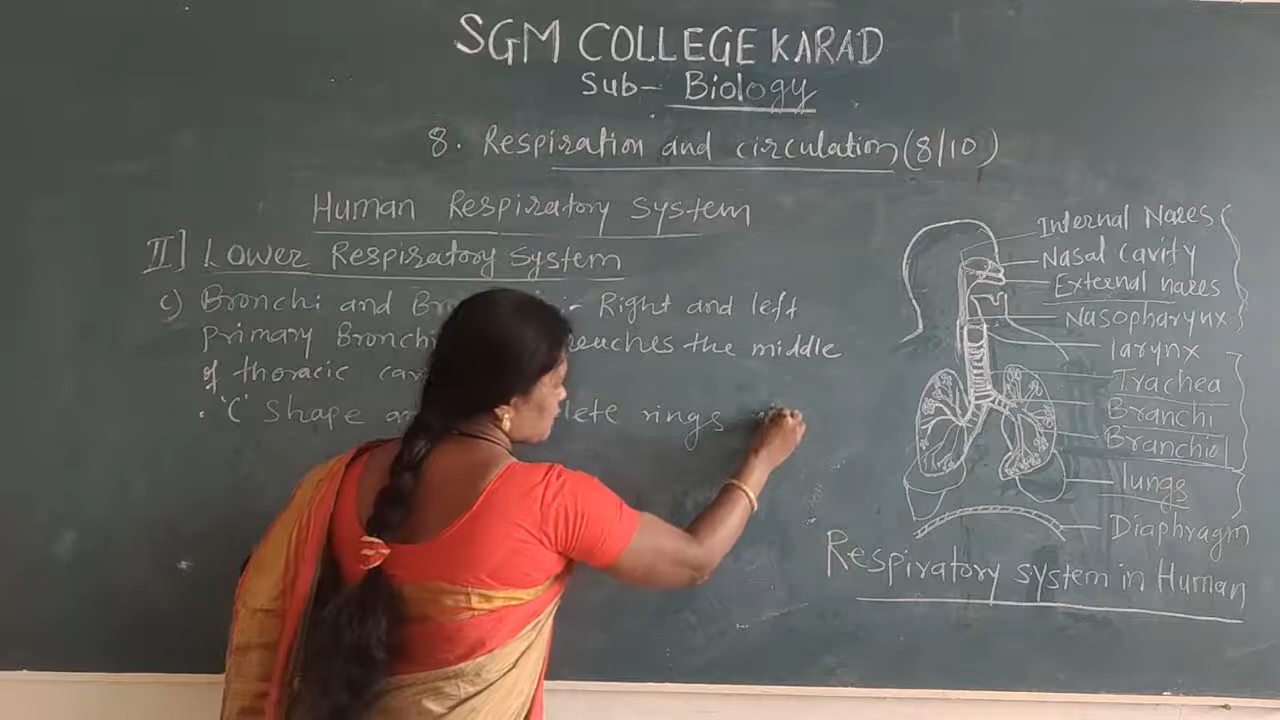 SGM COLLEGE KARAD
Sub- Biology
8. Respiration and circulation (8/10)
Human Respiratory System
II] Lower Respiratory System
c) Bronchi and :- Right and left
primary Bronchi reaches the middle
of thoracic
. 'C' shape rings
Internal Nares
Nasal cavity
External nares
Nasopharynx
larynx
Trachea
Branchi
Branchiol
lungs
Diaphragm
Respiratory system in Human